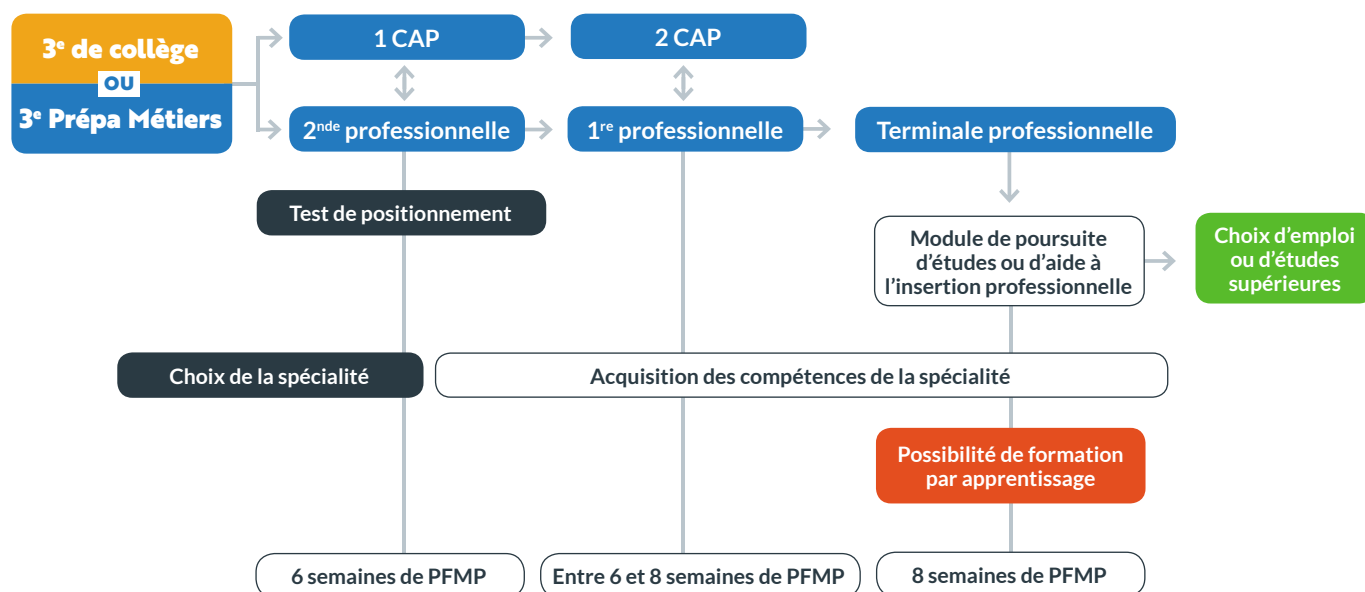 3e de collège
OU
3e Prépa Métiers
1 CAP
2 CAP
2nde professionnelle
1re professionnelle
Terminale professionnelle
Test de positionnement
Module de poursuite
d'études ou d'aide à
l'insertion professionnelle
Choix d'emploi
ou d'études
supérieures
Choix de la spécialité
Acquisition des compétences de la spécialité
Possibilité de formation
par apprentissage
6 semaines de PFMP
Entre 6 et 8 semaines de PFMP
8 semaines de PFMP